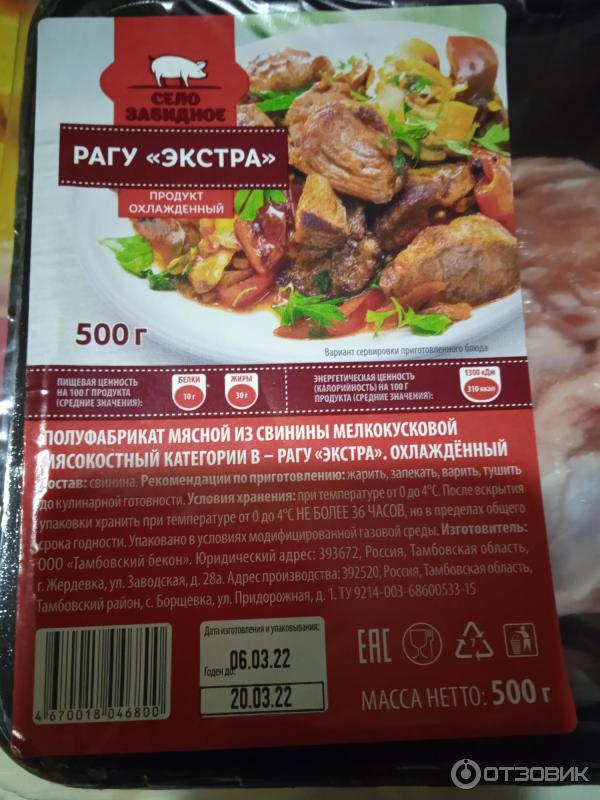 СЕЛО
ЗАВИДНОЕ
РАГУ «ЭКСТРА»
ПРОДУКТ
ОХЛАЖДЕННЫЙ
500 г
Вариант сервировки приготовленного блюда
ПИЩЕВАЯ ЦЕННОСТЬ
НА 100 Г ПРОДУКТА
(СРЕДНИЕ ЗНАЧЕНИЯ):
БЕЛКИ
10 г
ЖИРЫ
30 г
ЭНЕРГЕТИЧЕСКАЯ ЦЕННОСТЬ
(КАЛОРИЙНОСТЬ) НА 100 Г
ПРОДУКТА (СРЕДНИЕ ЗНАЧЕНИЯ):
1300 кДж
310 ккал
ПОЛУФАБРИКАТ МЯСНОЙ ИЗ СВИНИНЫ МЕЛКОКУСКОВОЙ
МЯСОКОСТНЫЙ КАТЕГОРИИ В – РАГУ «ЭКСТРА». ОХЛАЖДЁННЫЙ
Состав: свинина. Рекомендации по приготовлению: жарить, запекать, варить, тушить
до кулинарной готовности. Условия хранения: при температуре от 0 до 4°С. После вскрытия
упаковки хранить при температуре от 0 до 4°С НЕ БОЛЕЕ 36 ЧАСОВ, но в пределах общего
срока годности. Упаковано в условиях модифицированной газовой среды. Изготовитель:
ООО «Тамбовский бекон». Юридический адрес: 393672, Россия, Тамбовская область,
г. Жердевка, ул. Заводская, д. 28а. Адрес производства: 392520, Россия, Тамбовская область,
Тамбовский район, с. Борщевка, ул. Придорожная, д. 1. ТУ 9214-003-68600533-15
Дата изготовления и упаковывания:
06.03.22
Годен до:
20.03.22
4 670018 046800
EAC
7
МАССА НЕТТО: 500 г
ОТЗОВИК